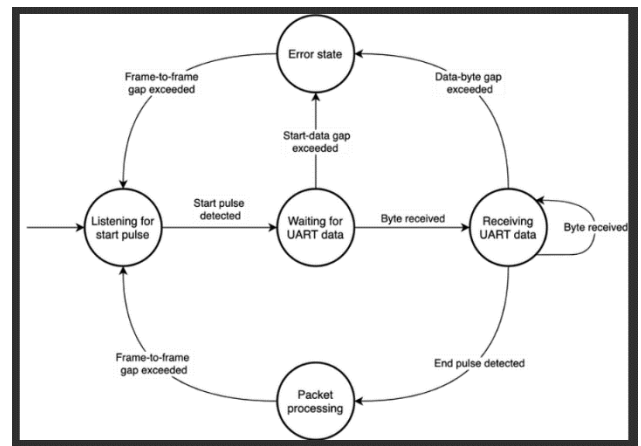 Error state
Frame-to-frame
gap exceeded
Data-byte gap
exceeded
Start-data gap
exceeded
Listening for
start pulse
Start pulse
detected
Waiting for
UART data
Byte received
Receiving
UART data
Byte received
Frame-to-frame
gap exceeded
End pulse detected
Packet
processing